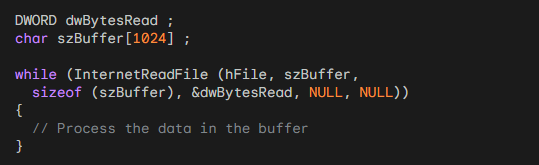 DWORD dwBytesRead ;
char szBuffer[1024] ;

while (InternetReadFile (hFile, szBuffer,
  sizeof (szBuffer), &dwBytesRead, NULL, NULL))
{
  // Process the data in the buffer
}